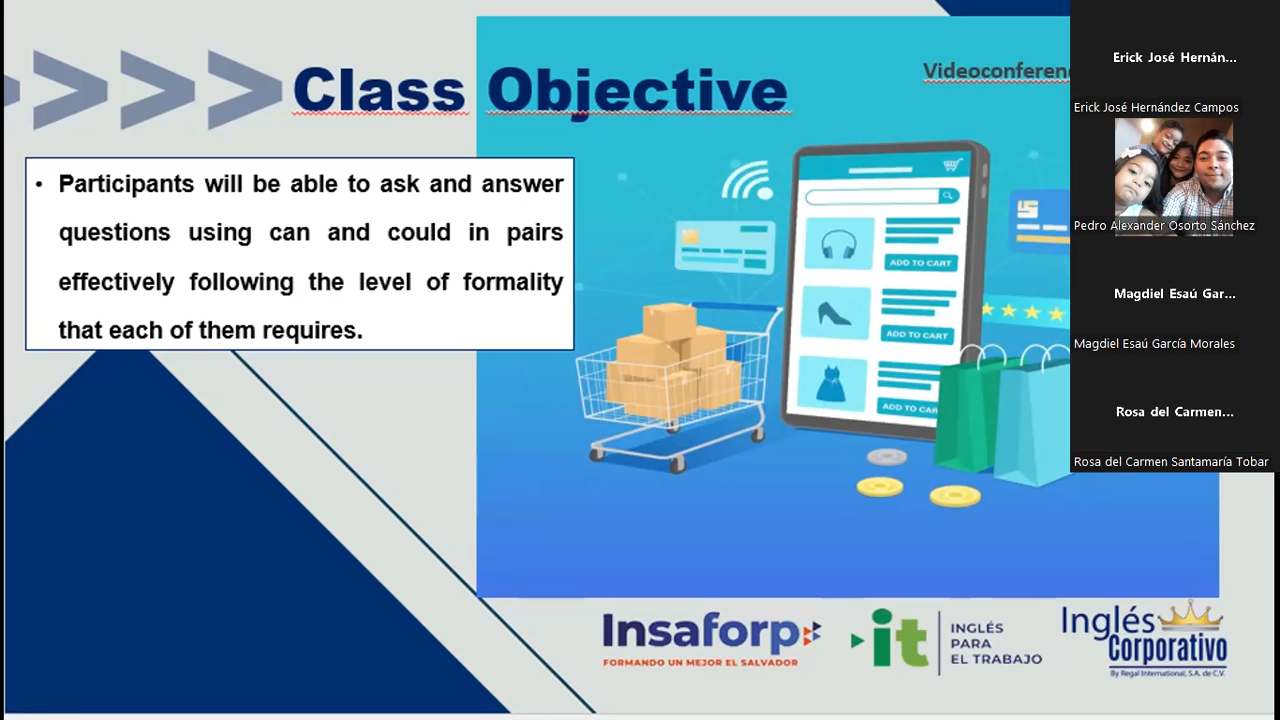 Class Objective
Videoconferen
• Participants will be able to ask and answer
questions using can and could in pairs
effectively following the level of formality
that each of them requires.
ADD TO CART
ADD TO CART
ADD TO CAR
Insaforp
FORMANDO UN MEJOR EL SALVADOR
it
INGLÉS
PARA
EL TRABAJO
Inglés
Corporativo
By Regal International, S.A. de C.V.
Erick José Hernán...
Erick José Hernández Campos
Pedro Alexander Osorto Sánchez
Magdiel Esaú Gar...
Magdiel Esaú García Morales
Rosa del Carmen...
Rosa del Carmen Santamaría Tobar